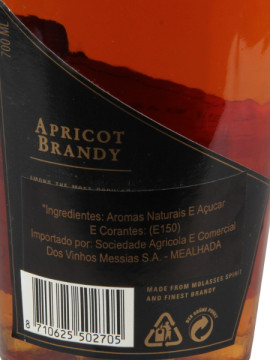 700 ML
APRICOT
BRANDY
"Ingredientes: Aromas Naturais E Açucar
E Corantes: (E150)
Importado por: Sociedade Agricola E Comercial
Dos Vinhos Messias S.A. - MEALHADA
MADE FROM MOLASSES SPIRIT
AND FINEST BRANDY
8 710625 502705